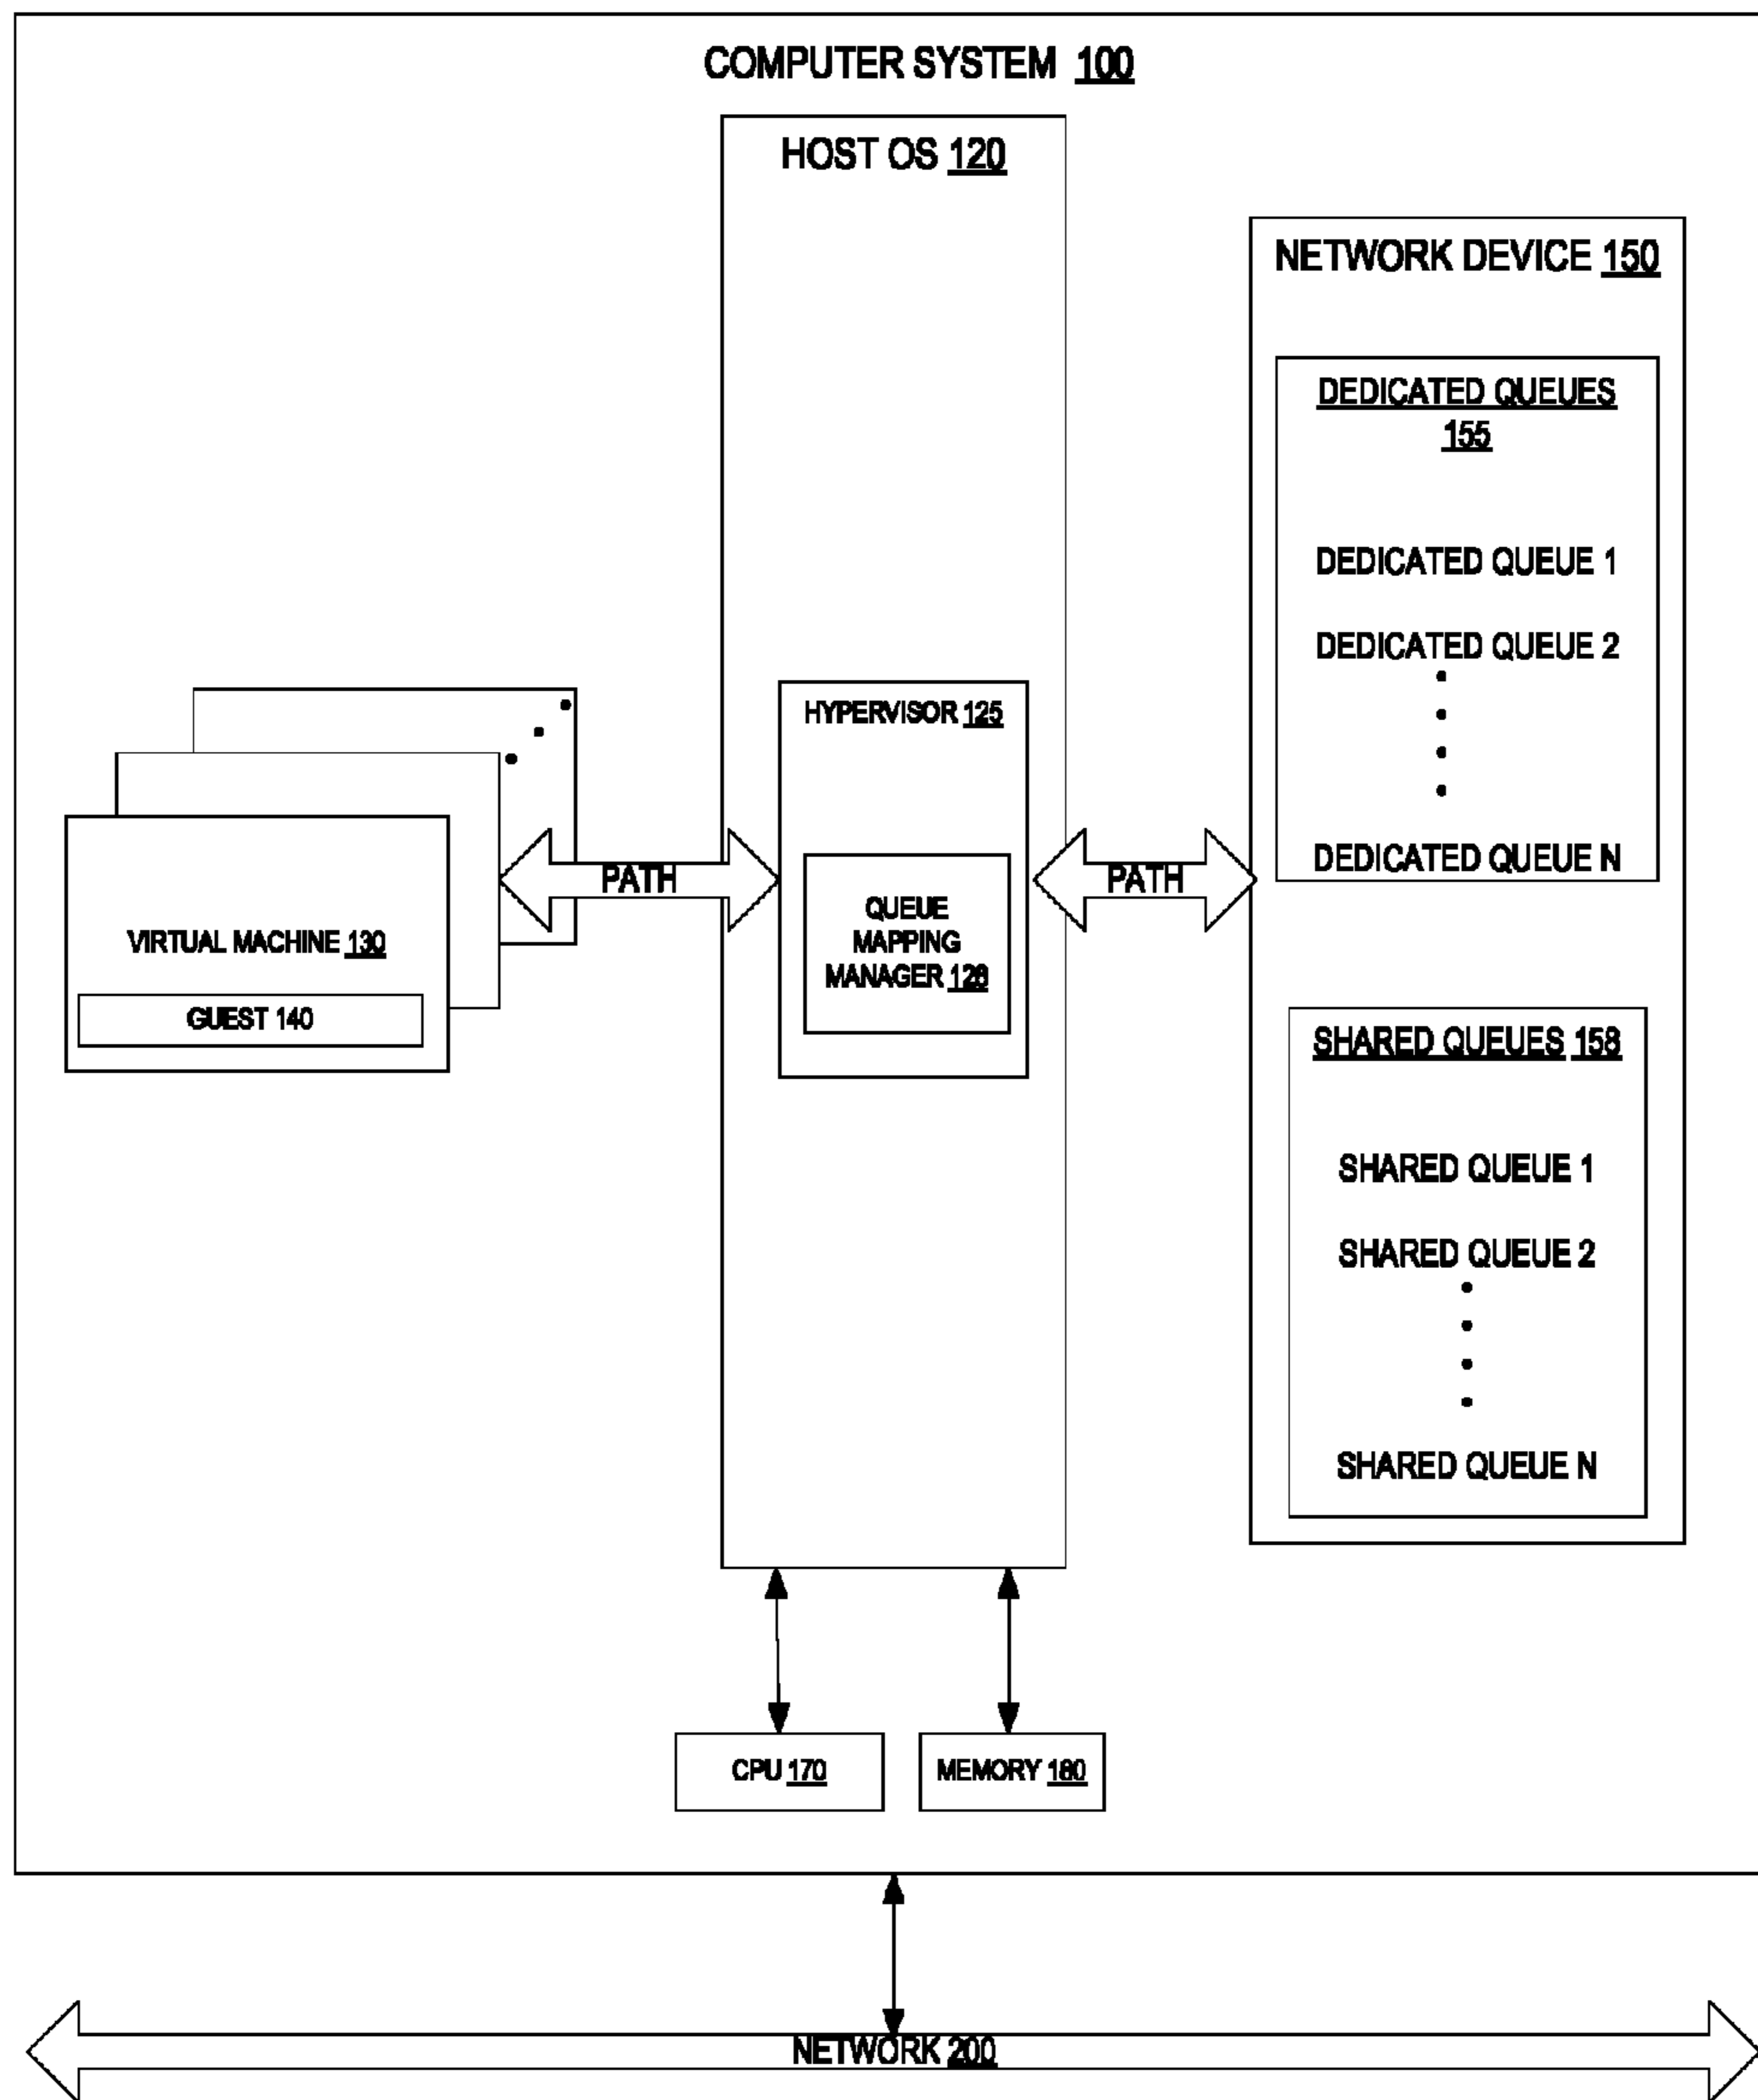 COMPUTER SYSTEM 100
HOST OS 120
NETWORK DEVICE 150
DEDICATED QUEUES
155
DEDICATED QUEUE 1
DEDICATED QUEUE 2
DEDICATED QUEUE N
HYPERVISOR 125
QUEUE
MAPPING
MANAGER 128
PATH
PATH
VIRTUAL MACHINE 130
GUEST 140
SHARED QUEUES 158
SHARED QUEUE 1
SHARED QUEUE 2
SHARED QUEUE N
CPU 170
MEMORY 180
NETWORK 200